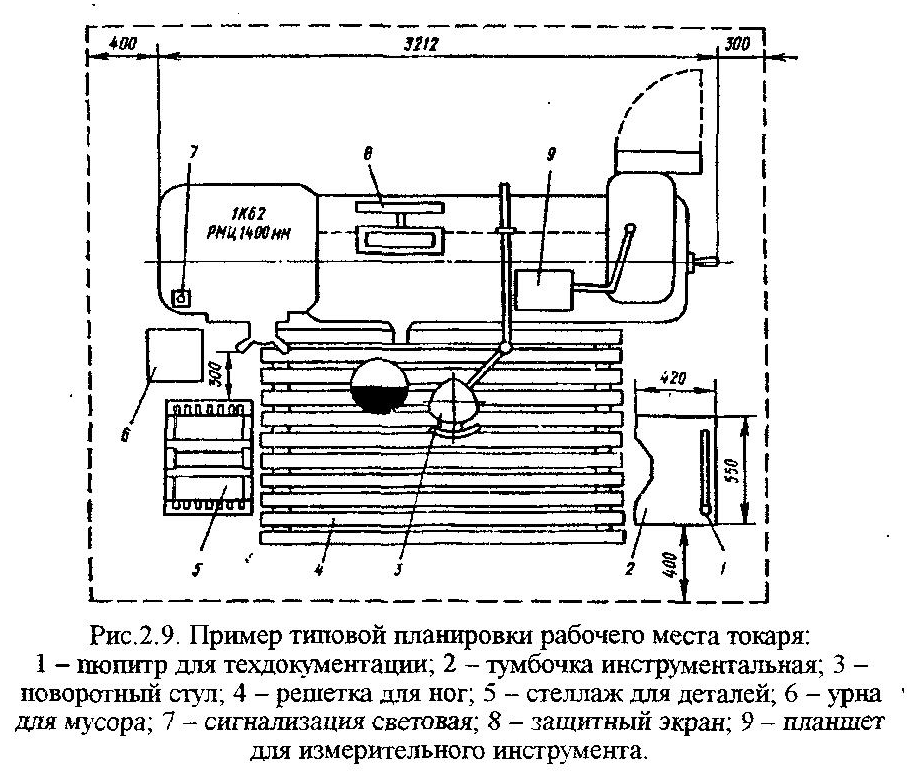 400 3212 300
7 8 9
1К62
РМЦ 1400 мм
300
420
550
400
6
5 4 3 2 1
Рис.2.9. Пример типовой планировки рабочего места токаря:
1 – пюпитр для техдокументации; 2 – тумбочка инструментальная; 3 –
поворотный стул; 4 – решетка для ног; 5 – стеллаж для деталей; 6 – урна
для мусора; 7 – сигнализация световая; 8 – защитный экран; 9 – планшет
для измерительного инструмента.